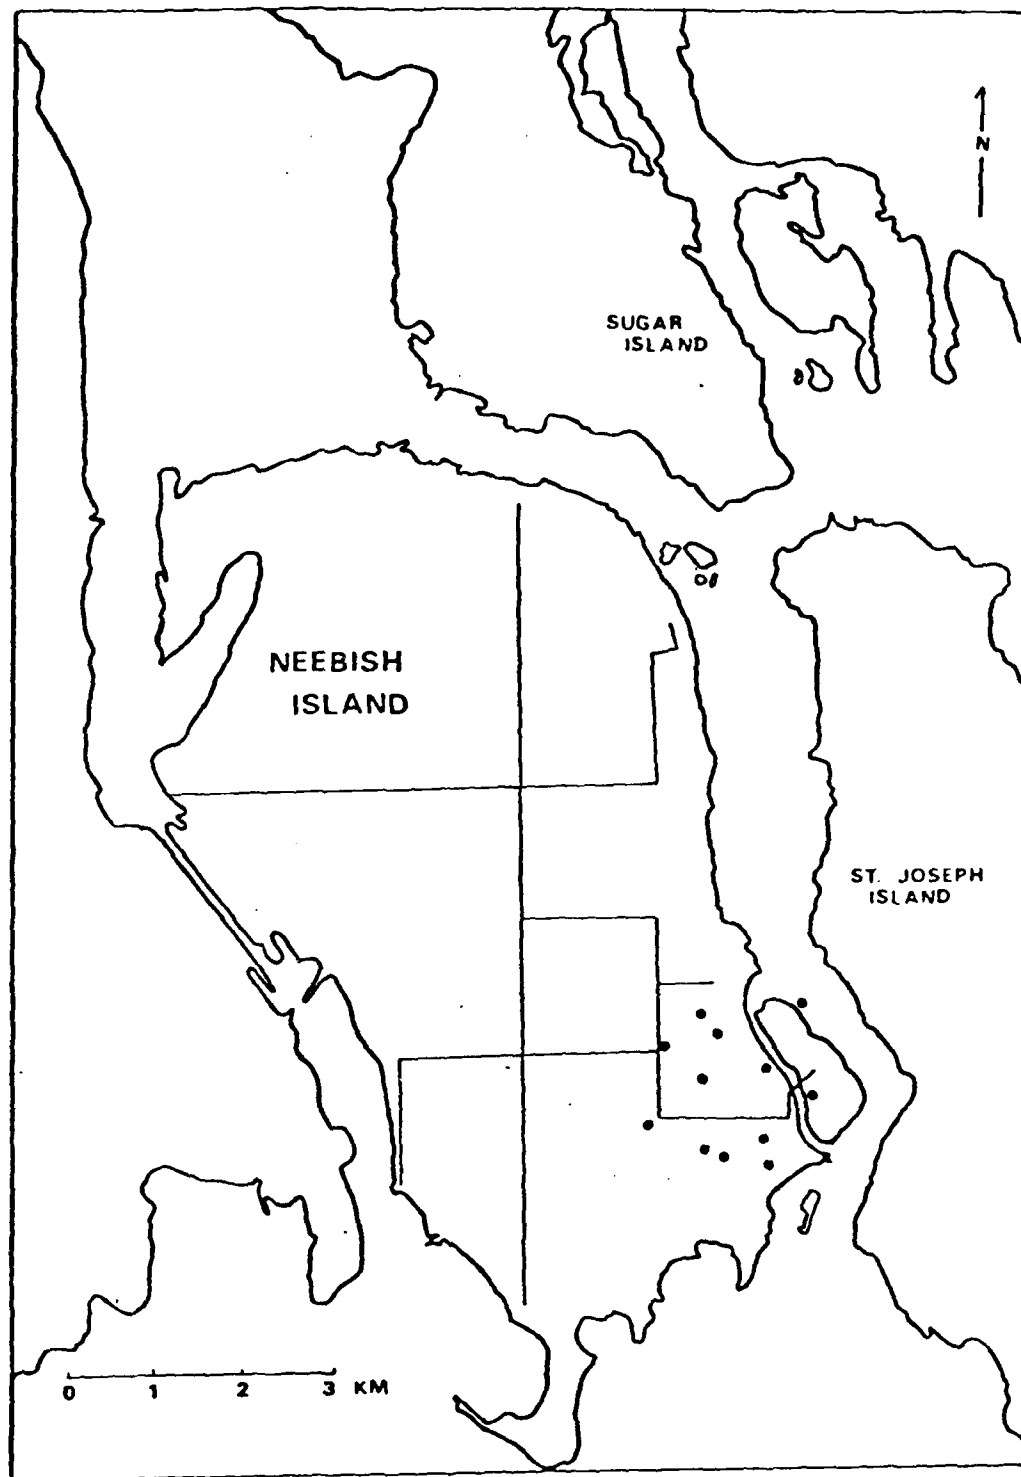 N
SUGAR
ISLAND
NEEBISH
ISLAND
ST. JOSEPH
ISLAND
0 1 2 3 KM